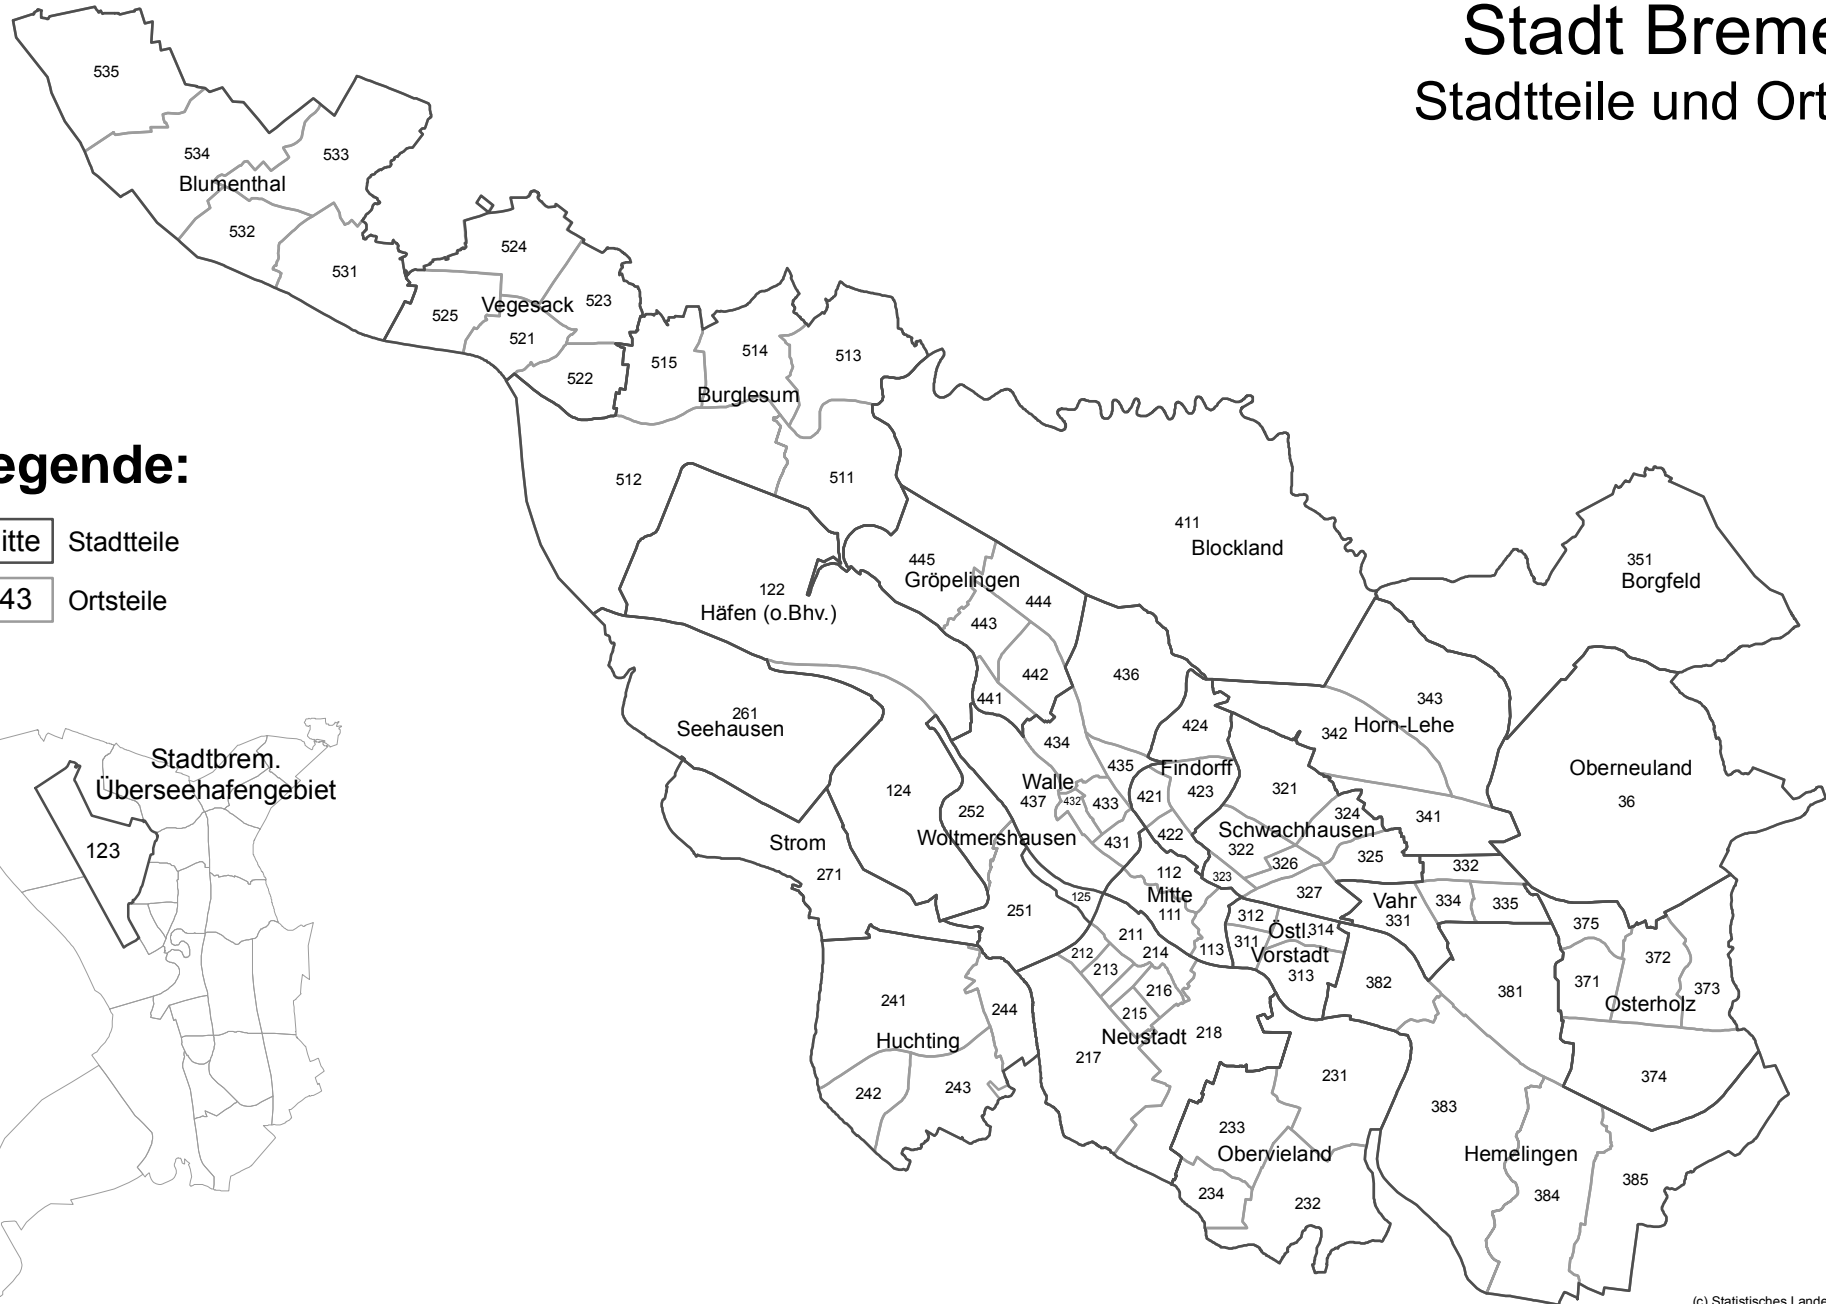 Stadt Breme
Stadtteile und Ort
535
534
533
Blumenthal
532
531
524
525
Vegesack
523
521
522
515
514
513
Burglesum
512
511
egende:
itte Stadtteile
43 Ortsteile
411
Blockland
351
Borgfeld
445
Gröpelingen
444
443
442
441
122
Häfen (o.Bhv.)
436
343
342
Horn-Lehe
341
261
Seehausen
424
434
435
Findorff
Walle
437
432
433
421
423
431
422
321
324
Schwachhausen
322
326
325
323
327
Oberneuland
36
124
252
Woltmershausen
251
Strom
271
125
112
Mitte
111
113
332
Vahr
331
334
335
312
Östl.
314
311
Vorstadt
313
211
212
214
213
216
215
Neustadt
218
217
375
372
371
373
Osterholz
374
382
381
241
244
Huchting
242
243
231
233
Obervieland
234
232
383
Hemelingen
384
385
Stadtbrem.
Überseehafengebiet
123
(c) Statistisches Lande